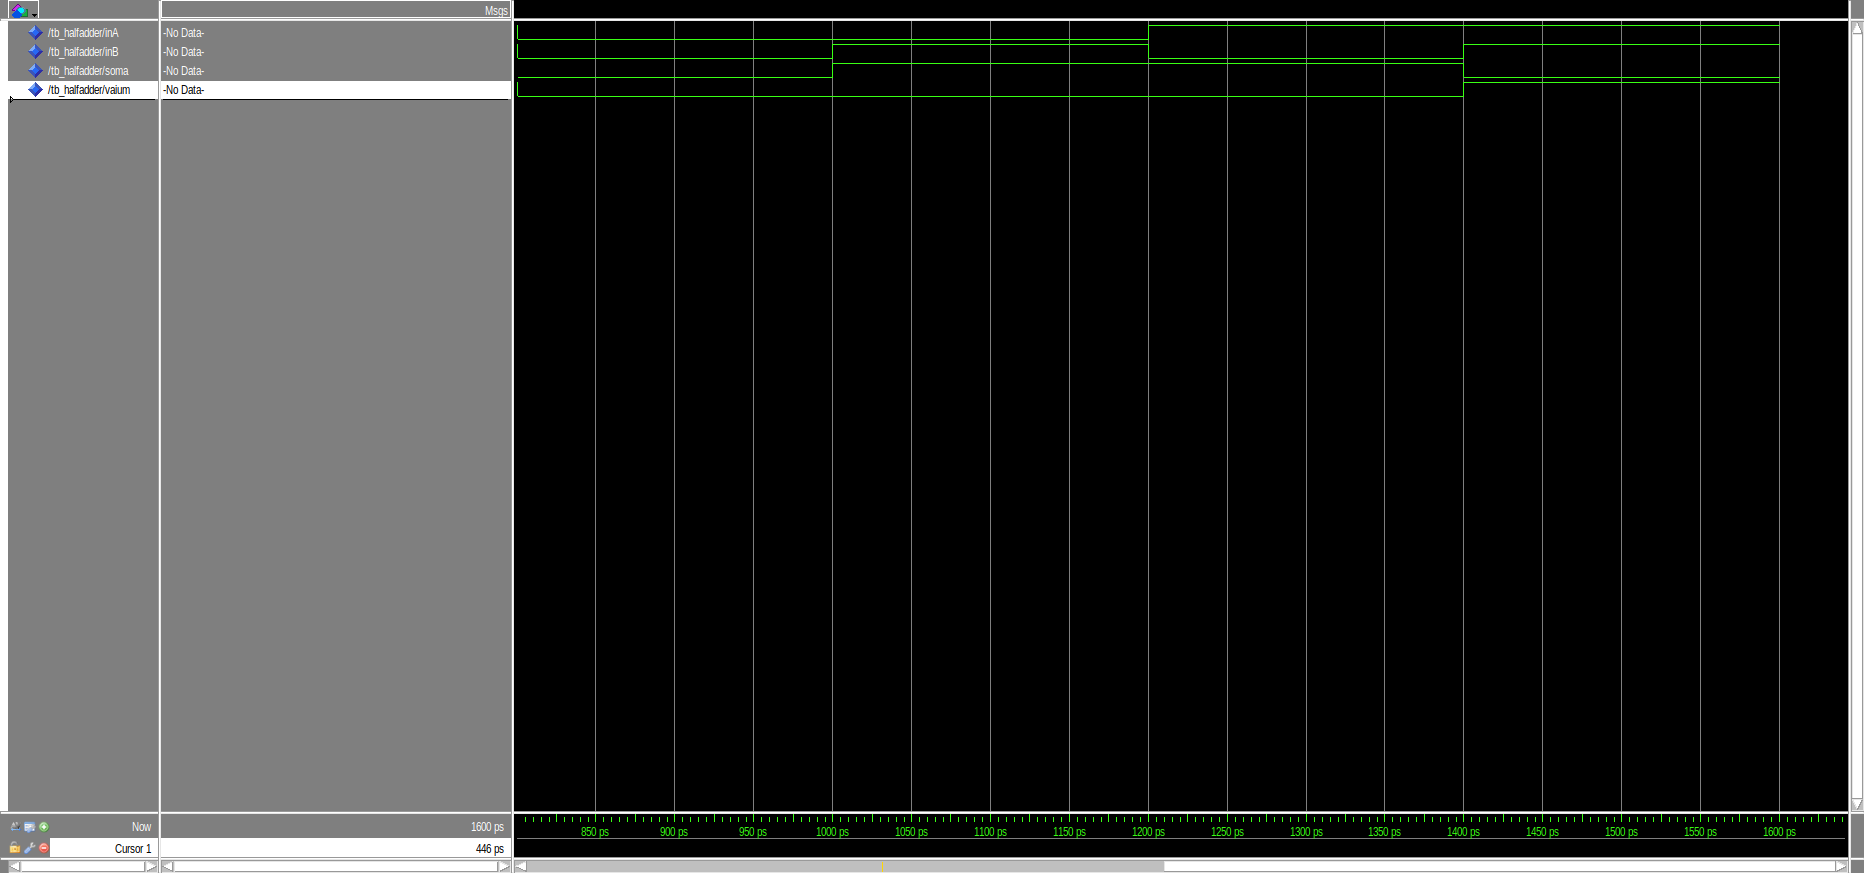 Msgs
/tb_halfadder/inA -No Data-
/tb_halfadder/inB -No Data-
/tb_halfadder/soma -No Data-
/tb_halfadder/vaium -No Data-
Now 1600 ps
850 ps 900 ps 950 ps 1000 ps 1050 ps 1100 ps 1150 ps 1200 ps 1250 ps 1300 ps 1350 ps 1400 ps 1450 ps 1500 ps 1550 ps 1600 ps
Cursor 1 446 ps